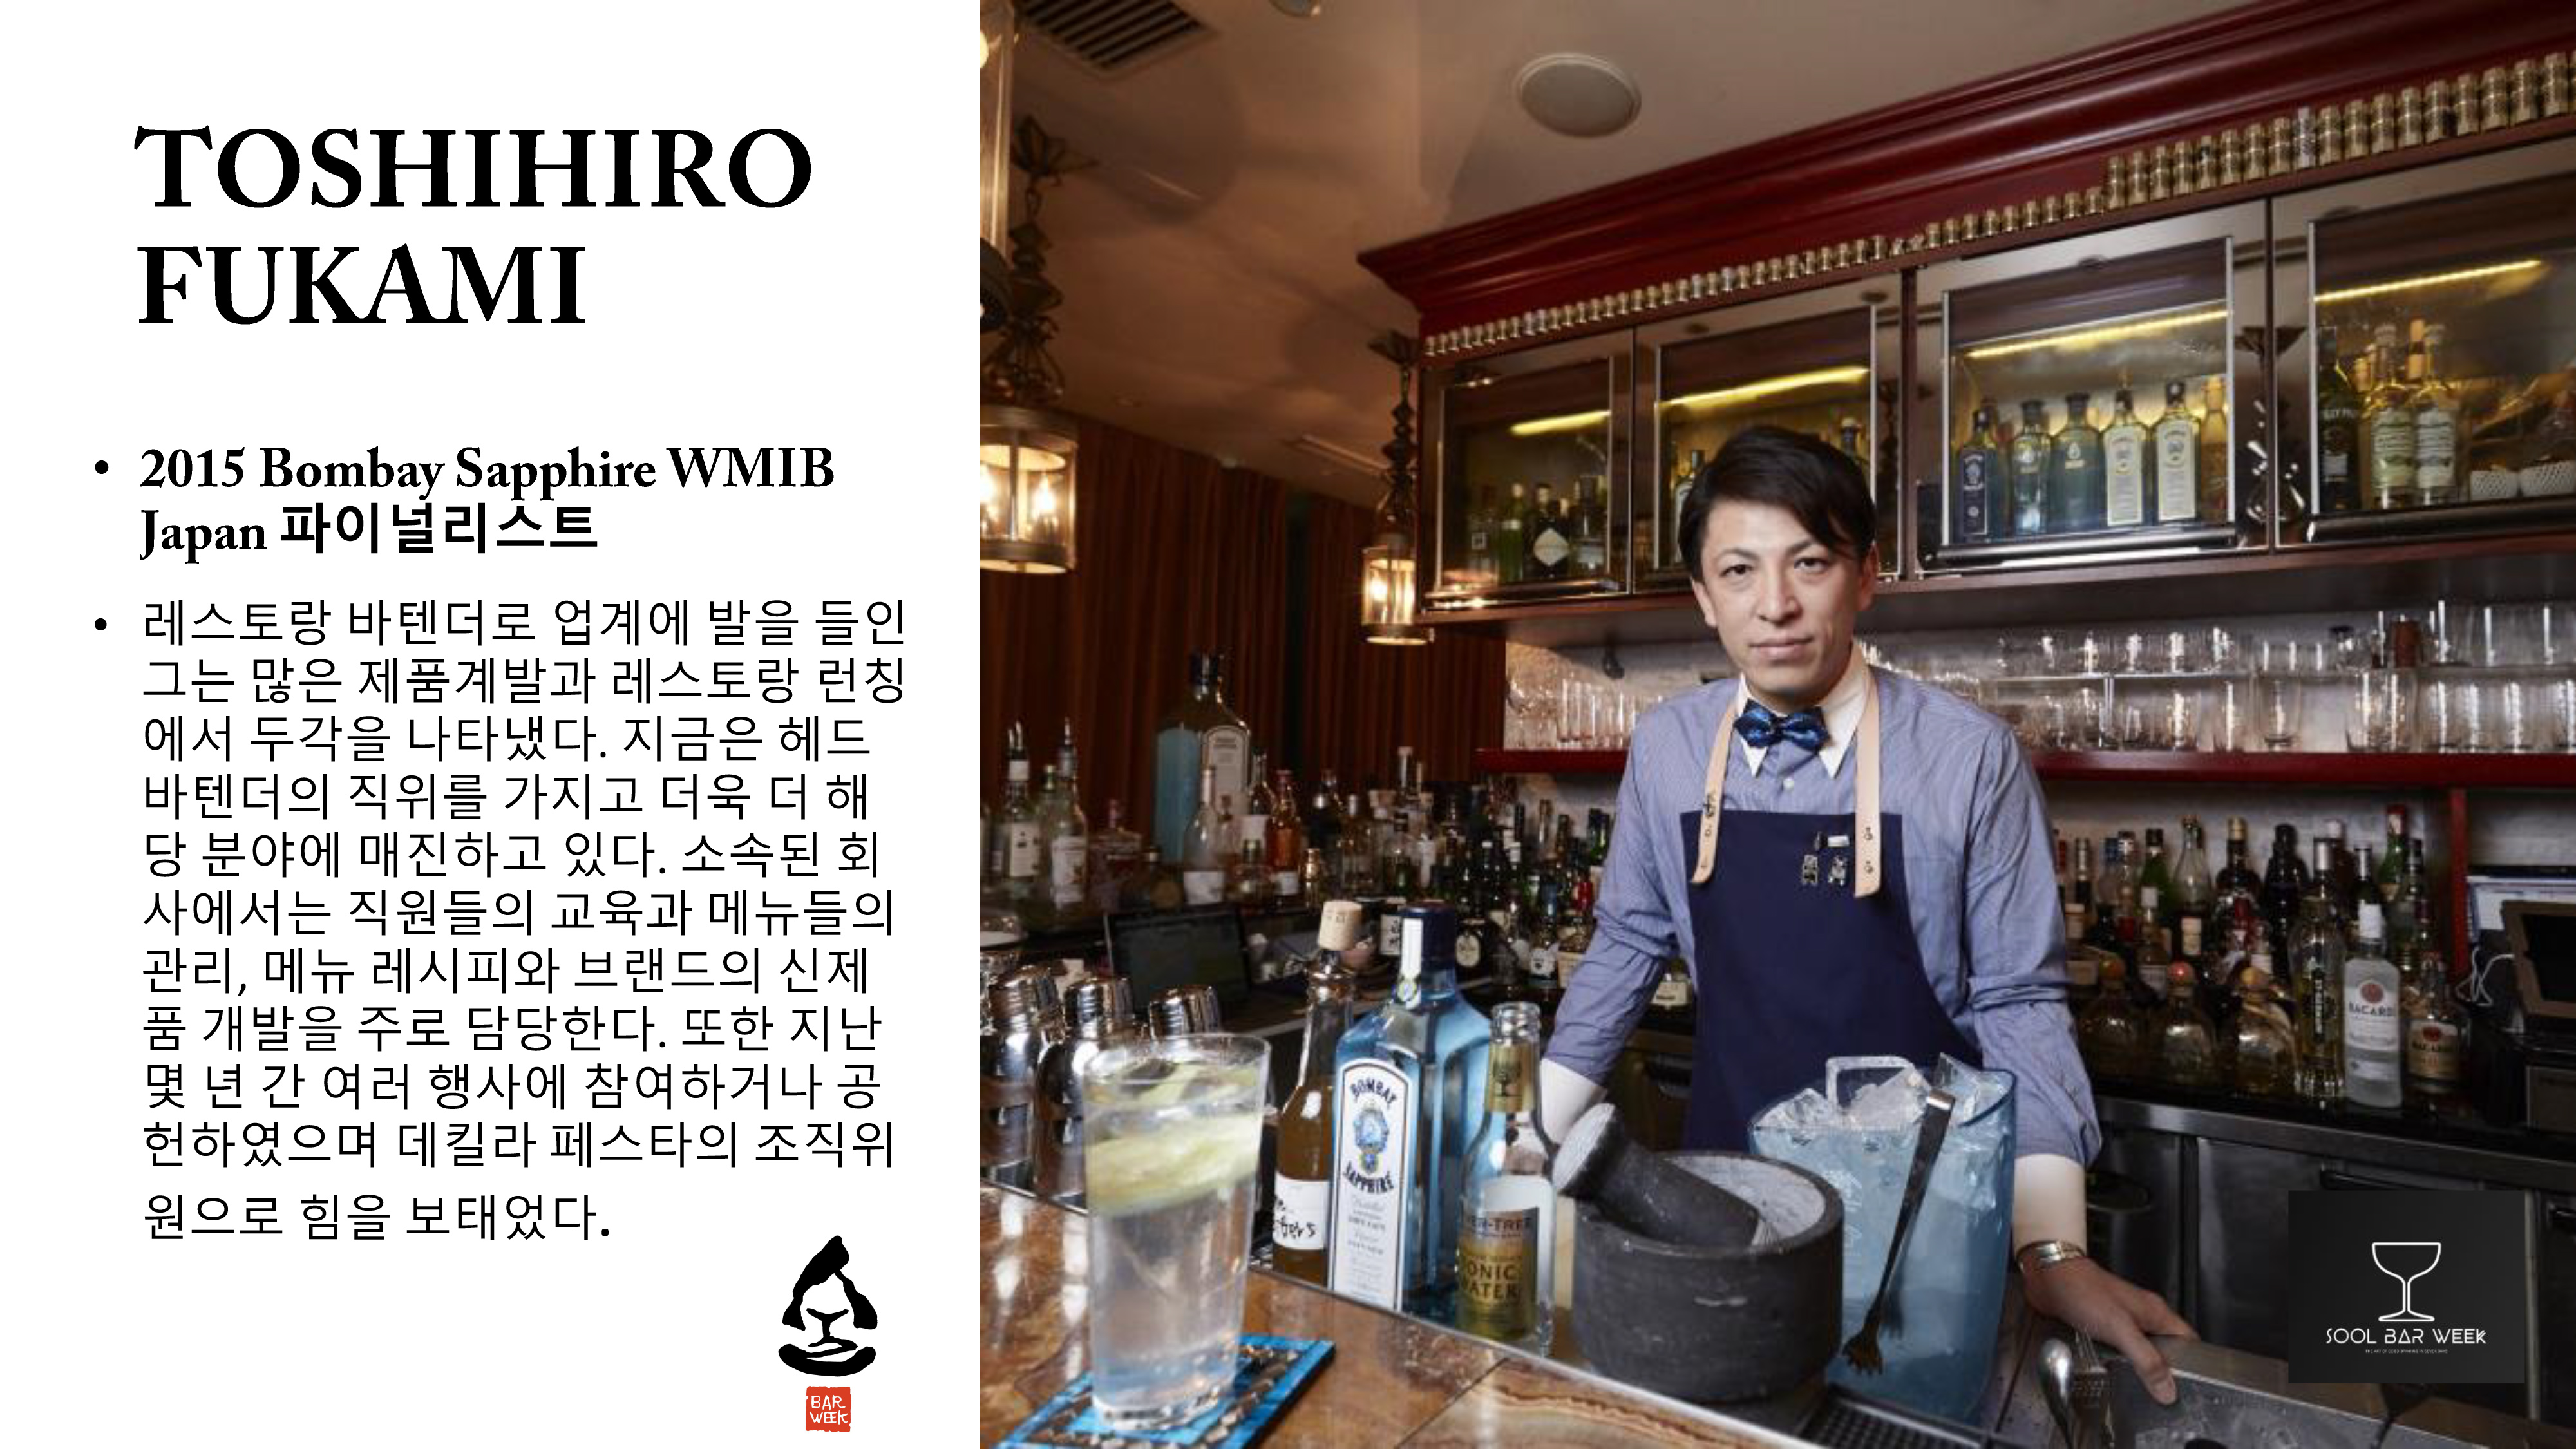 TOSHIHIRO
FUKAMI
• 2015 Bombay Sapphire WMIB
Japan 파이널리스트
• 레스토랑 바텐더로 업계에 발을 들인
그는 많은 제품계발과 레스토랑 런칭
에서 두각을 나타냈다. 지금은 헤드
바텐더의 직위를 가지고 더욱 더 해
당 분야에 매진하고 있다. 소속된 회
사에서는 직원들의 교육과 메뉴들의
관리, 메뉴 레시피와 브랜드의 신제
품 개발을 주로 담당한다. 또한 지난
몇 년 간 여러 행사에 참여하거나 공
헌하였으며 데킬라 페스타의 조직위
원으로 힘을 보태었다.
술
BAR
WEEK
BOMBAY
SAPPHIRE
TONIC
WATER
BACARDI
SOOL BAR WEEK